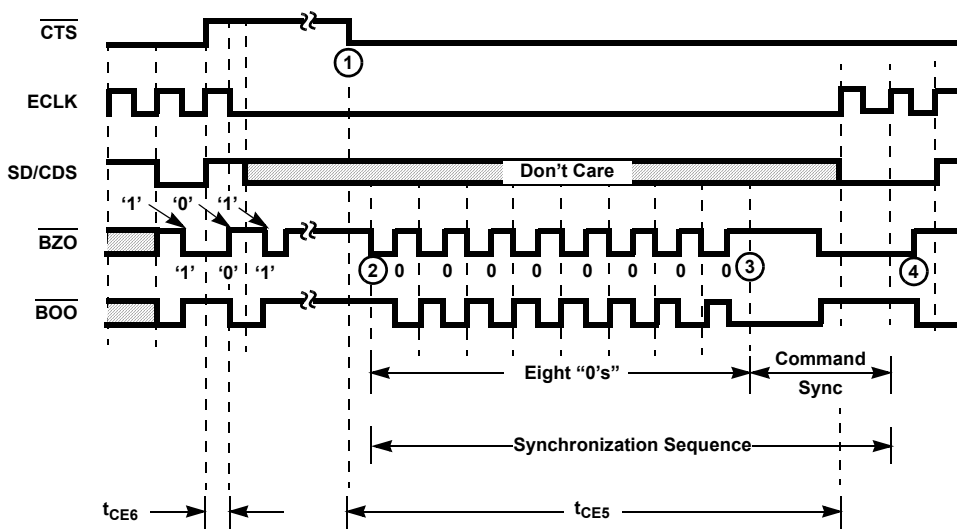 CTS
1
ECLK
SD/CDS
Don't Care
'1' '0' '1'
BZO
'1' '0' '1'
2 0 0 0 0 0 0 0 0 3 4
BOO
Eight “0's”
Command
Sync
Synchronization Sequence
tCE6
tCE5